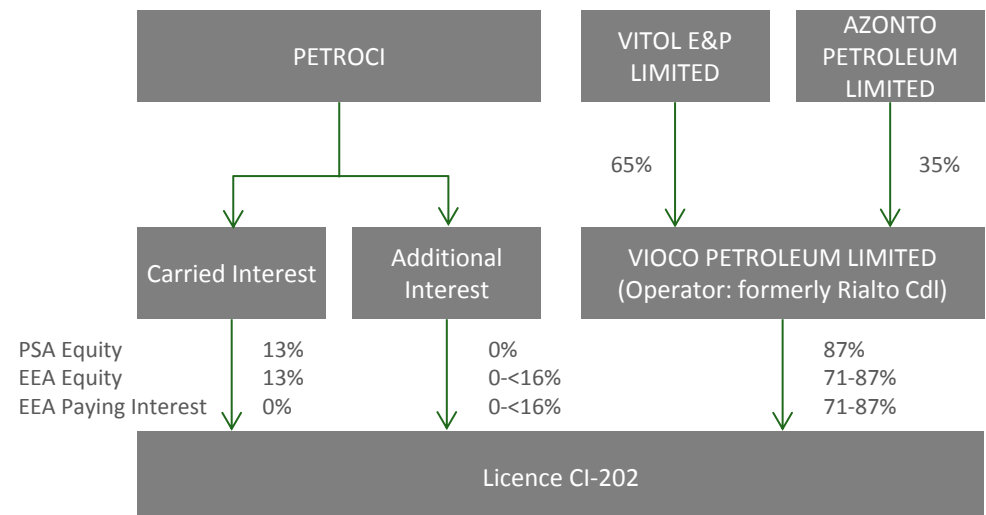 PETROCI
VITOL E&P
LIMITED
AZONTO
PETROLEUM
LIMITED
65%
35%
Carried Interest
Additional
Interest
VIOCO PETROLEUM LIMITED
(Operator: formerly Rialto Cdl)
PSA Equity 13% 0% 87%
EEA Equity 13% 0-<16% 71-87%
EEA Paying Interest 0% 0-<16% 71-87%
Licence CI-202